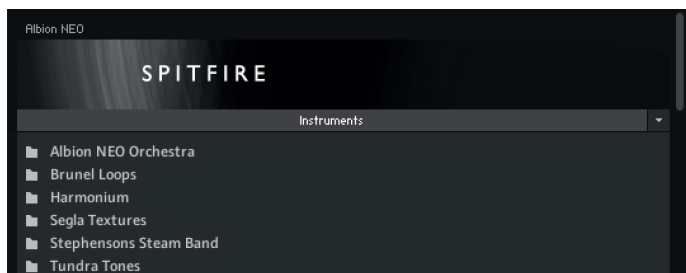 Albion NEO
SPITFIRE
Instruments
Albion NEO Orchestra
Brunel Loops
Harmonium
Segla Textures
Stephensons Steam Band
Tundra Tones